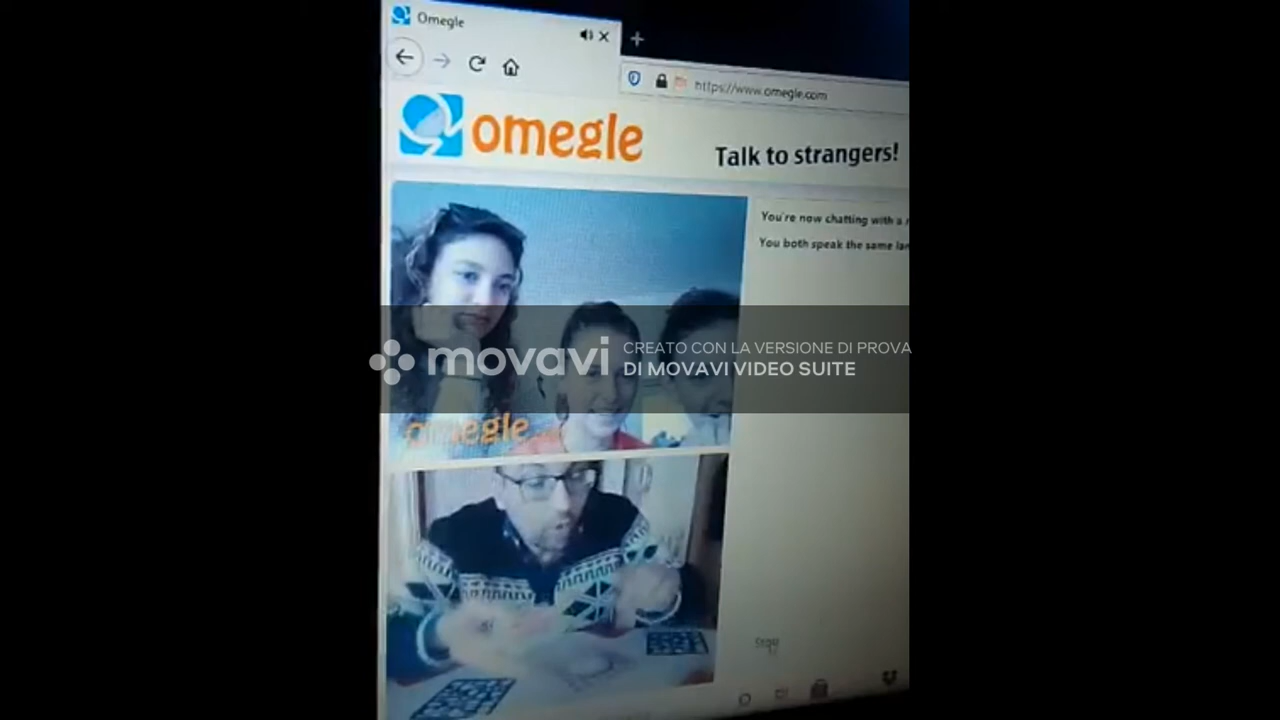 Omegle
https://www.omegle.com
omegle
Talk to strangers!
You're now chatting with a
You both speak the same
movavi
CREATO CON LA VERSIONE DI PROVA
DI MOVAVI VIDEO SUITE
omegle